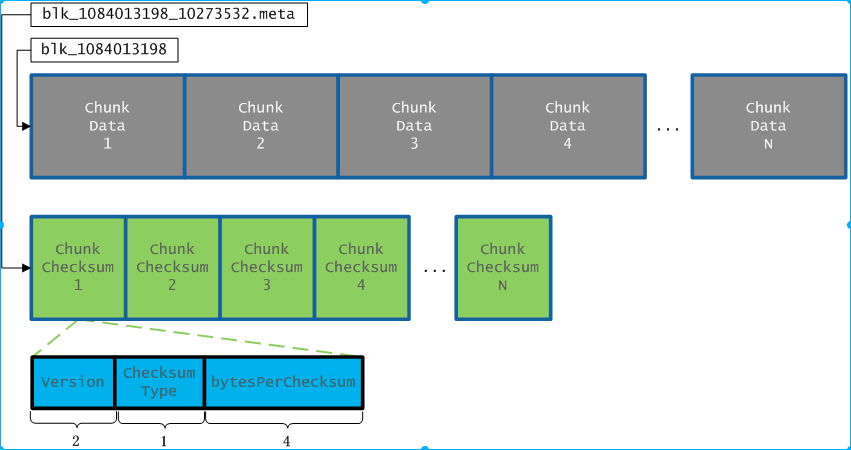 blk_1084013198_10273532.meta
blk_1084013198
Chunk
Data
1
Chunk
Data
2
Chunk
Data
3
Chunk
Data
4
...
Chunk
Data
N
Chunk
Checksum
1
Chunk
Checksum
2
Chunk
Checksum
3
Chunk
Checksum
4
...
Chunk
Checksum
N
Version
Checksum
Type
bytesPerChecksum
2
1
4